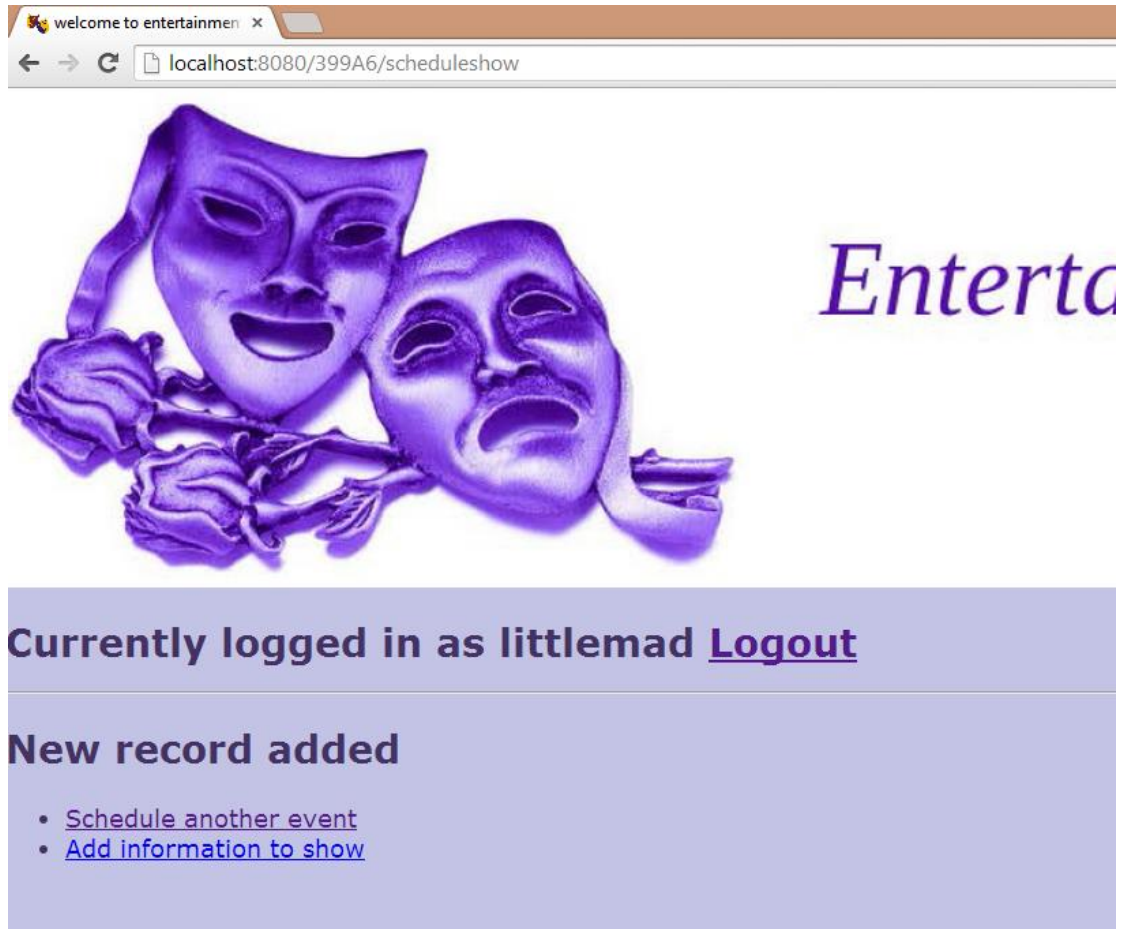 welcome to entertainmen
localhost:8080/399A6/scheduleshow
Enterta
Currently logged in as littlemad Logout
New record added
Schedule another event
Add information to show